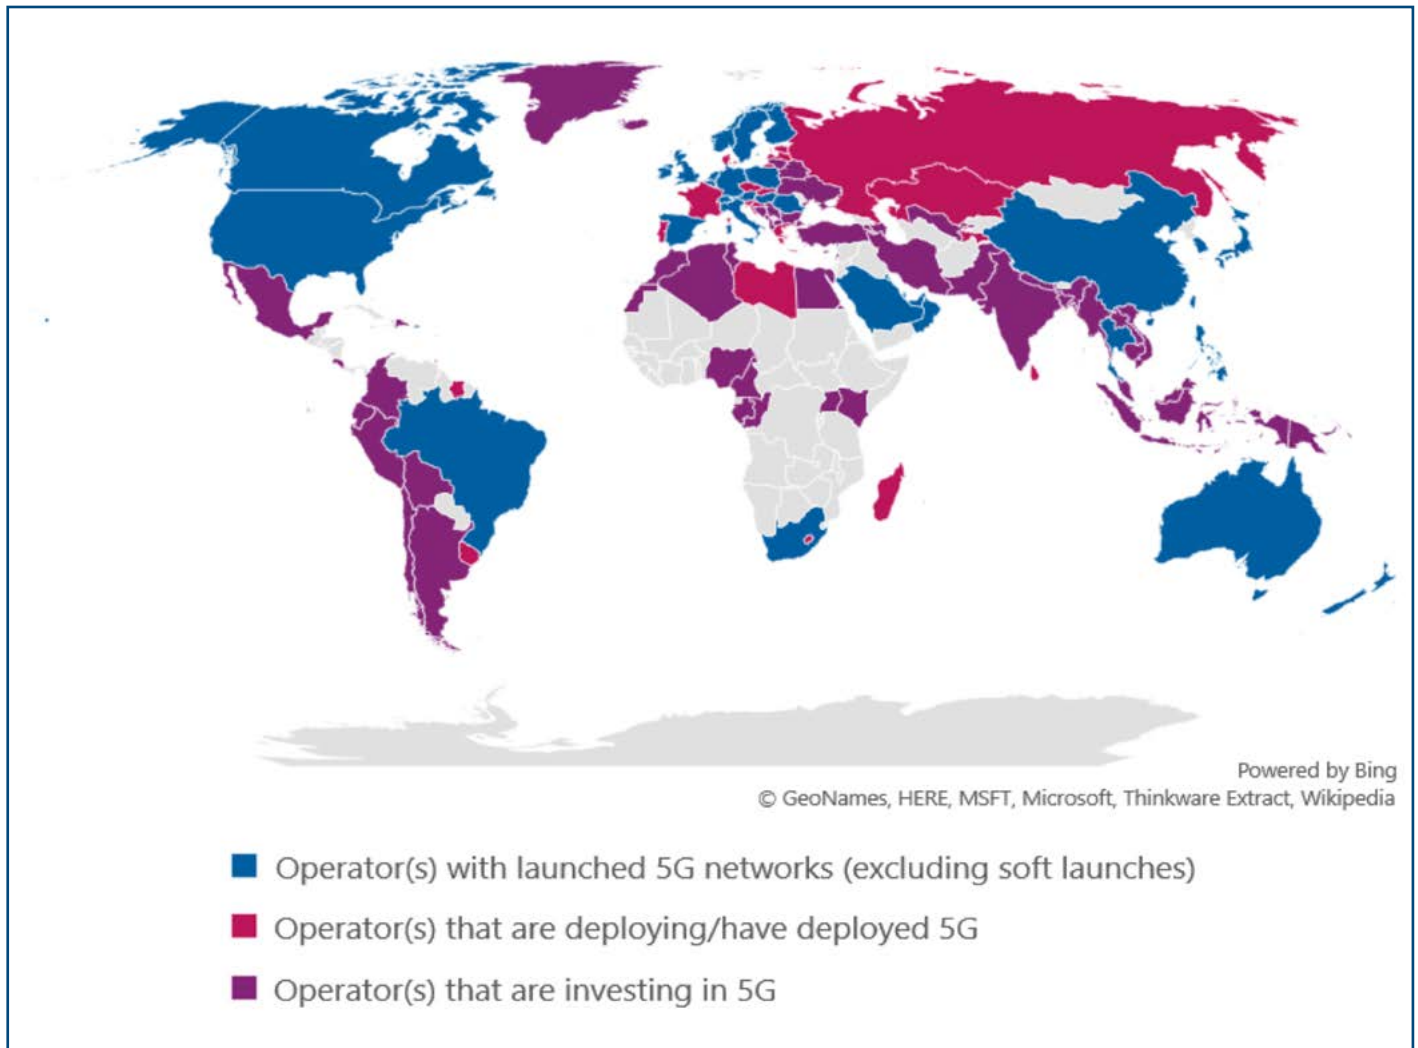 Powered by Bing
© GeoNames, HERE, MSFT, Microsoft, Thinkware Extract, Wikipedia
Operator(s) with launched 5G networks (excluding soft launches)
Operator(s) that are deploying/have deployed 5G
Operator(s) that are investing in 5G